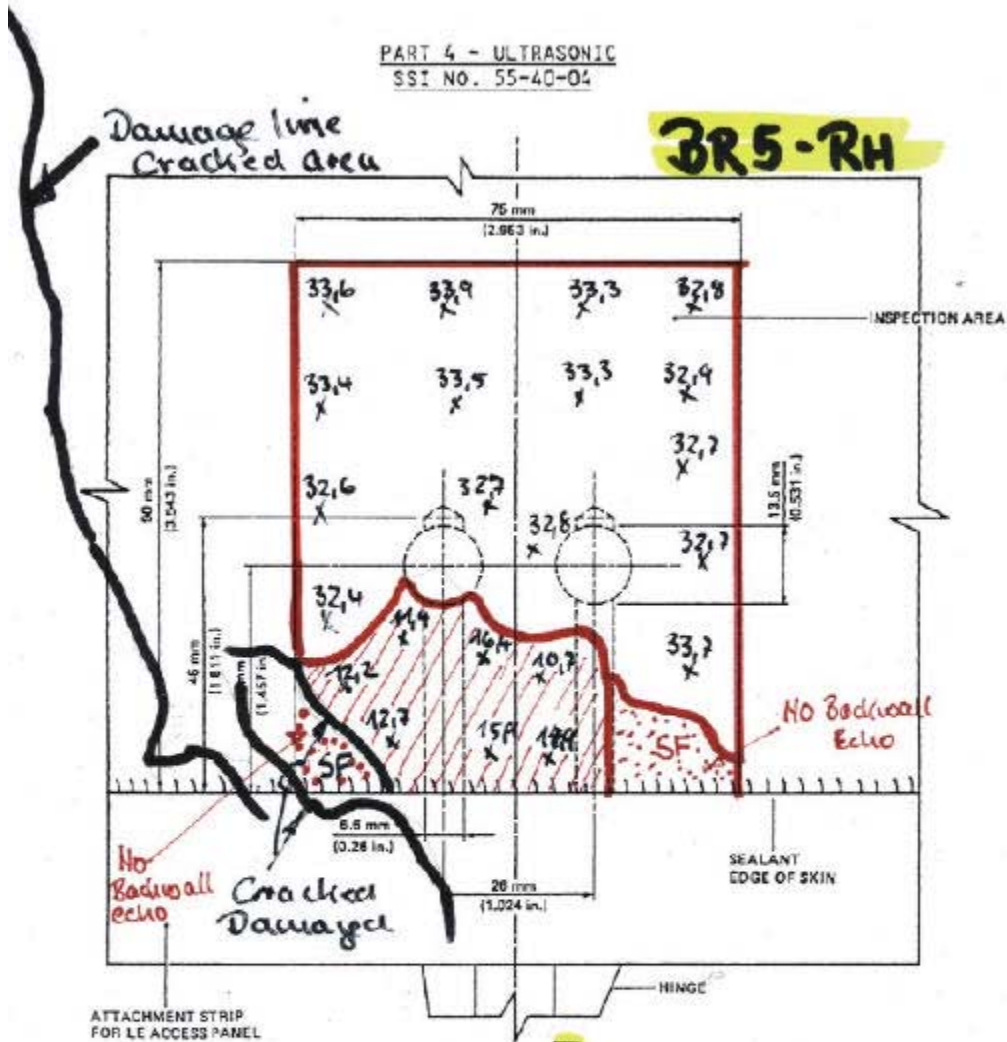 PART 4 - ULTRASONIC
SSI NO. 55-40-04
Damage line
Cracked area
BR5-RH
75 mm
(2.953 in.)
33,6 33,9 33,3 32,8
INSPECTION AREA
33,4 33,5 33,3 32,9
32,7
90 mm
(3.543 in.)
13.5 mm
(0.531 in.)
32,6 32,7
32,8 32,7
32,4
11,4
16,4 10,7
33,7
12,2
46 mm
(1.811 in.)
mm
(1.457 in
12,7
SF
SF
No Backwall
Echo
6.6 mm
(0.26 in.)
No
Backwall
echo
Cracked
Damaged
26 mm
(1.024 in.)
SEALANT
EDGE OF SKIN
HINGE
ATTACHMENT STRIP
FOR LE ACCESS PANEL